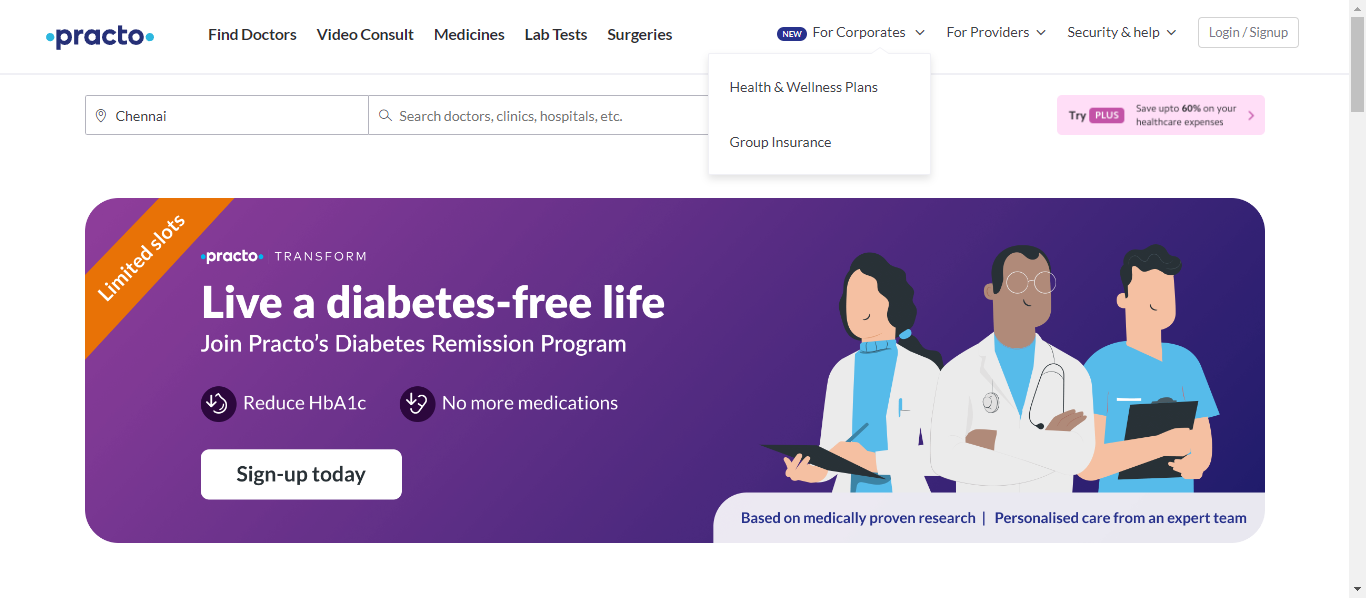 practo
Find Doctors
Video Consult
Medicines
Lab Tests
Surgeries
NEW
For Corporates
For Providers
Security & help
Login / Signup
Health & Wellness Plans
Group Insurance
Chennai
Search doctors, clinics, hospitals, etc.
Try PLUS
Save upto 60% on your
healthcare expenses
Limited slots
practo TRANSFORM
Live a diabetes-free life
Join Practo's Diabetes Remission Program
Reduce HbA1c
No more medications
Sign-up today
Based on medically proven research | Personalised care from an expert team